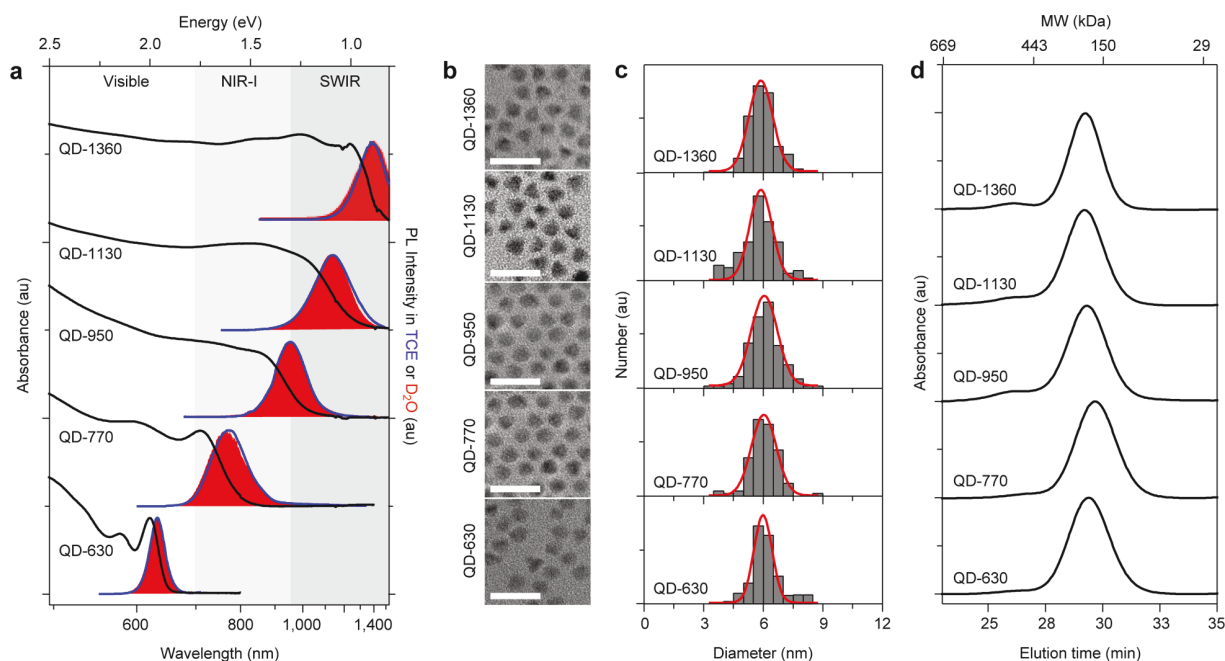 Energy (eV)
2.5 2.0 1.5 1.0
a
Visible NIR-I SWIR
QD-1360
QD-1130
QD-950
QD-770
QD-630
Absorbance (au)
PL Intensity in TCE or D₂O (au)
600 800 1,000 1,400
Wavelength (nm)
b
QD-1360
QD-1130
QD-950
QD-770
QD-630
c
Number (au)
QD-1360
QD-1130
QD-950
QD-770
QD-630
0 3 6 9 12
Diameter (nm)
d
MW (kDa)
669 443 150 29
Absorbance (au)
QD-1360
QD-1130
QD-950
QD-770
QD-630
25 28 30 33 35
Elution time (min)